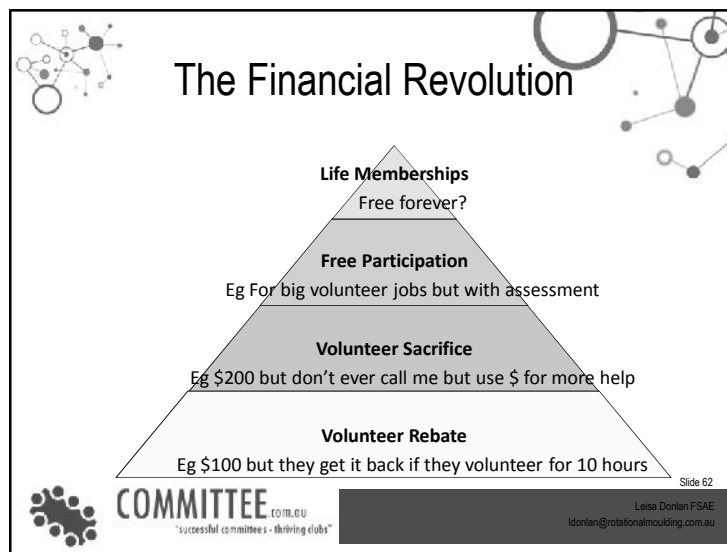 The Financial Revolution
Life Memberships
Free forever?
Free Participation
Eg For big volunteer jobs but with assessment
Volunteer Sacrifice
Eg $200 but don’t ever call me but use $ for more help
Volunteer Rebate
Eg $100 but they get it back if they volunteer for 10 hours
Slide 62
COMMITTEE.com.au
"successful committees - thriving clubs"
Leisa Donlan FSAE
ldonlan@rotationalmoulding.com.au